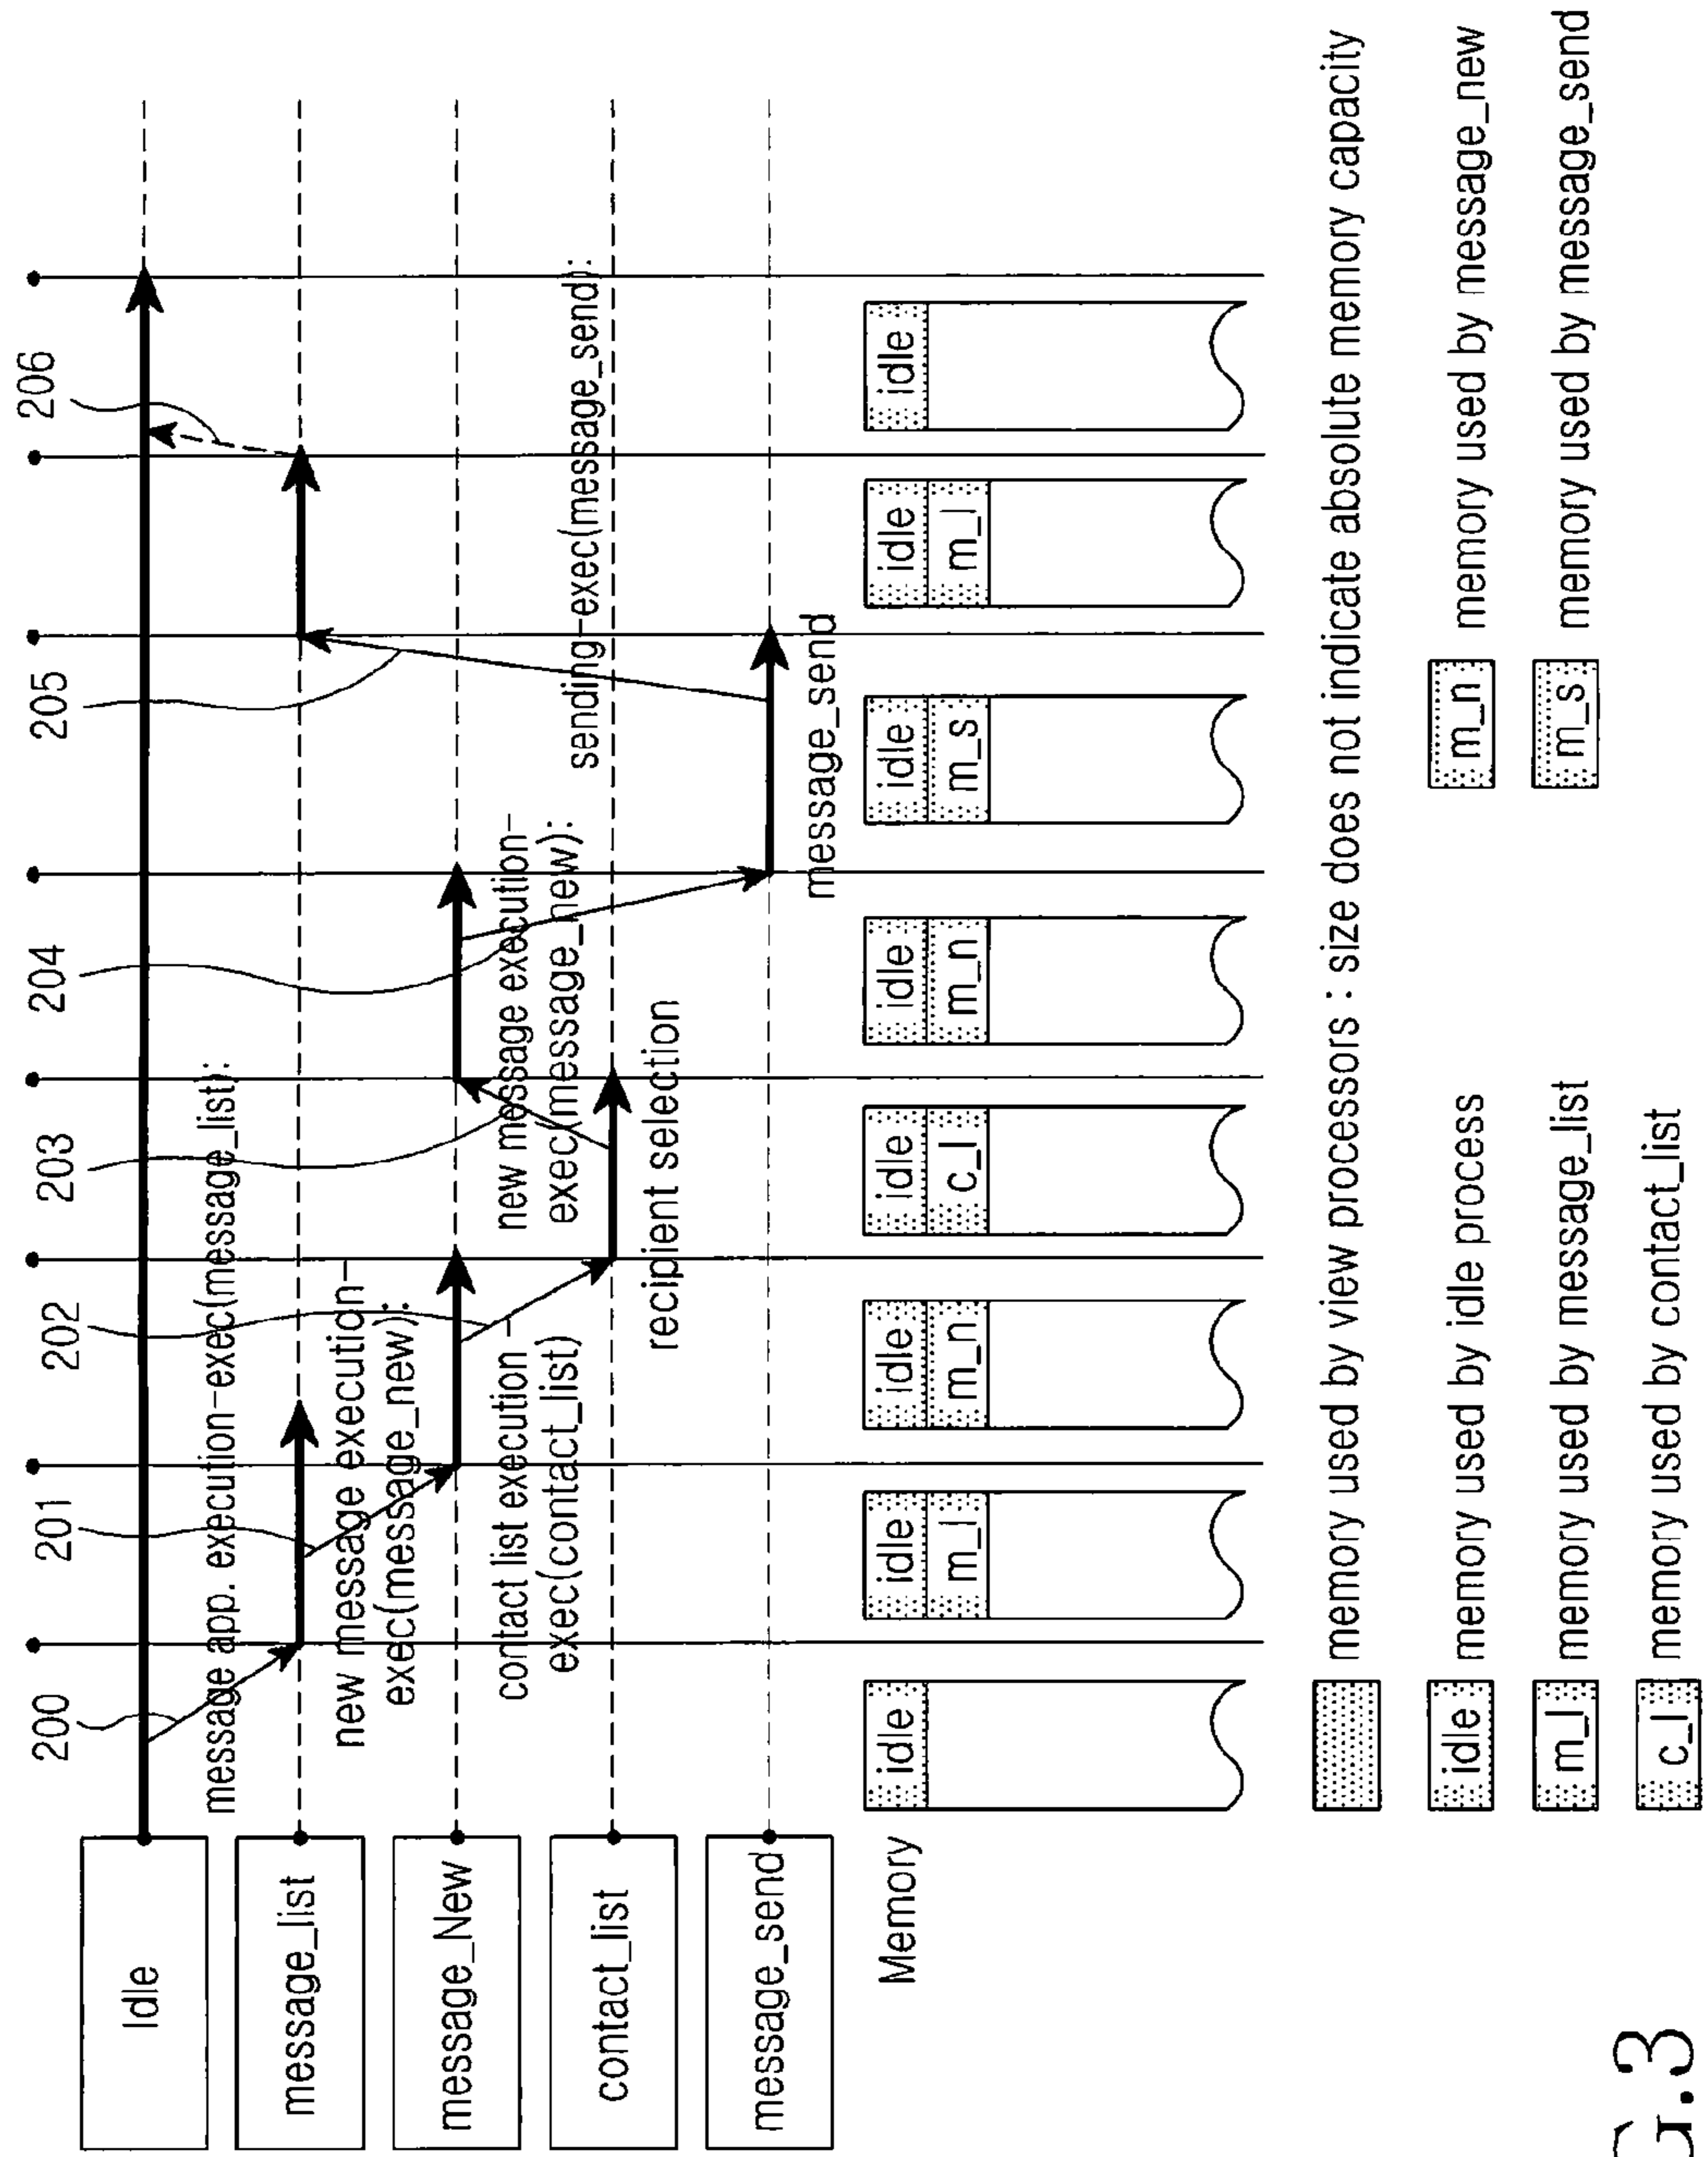 200
201
202
203
204
205
206
Idle
message_list
message_New
contact_list
message_send
message app. execution-exec(message_list):
new message execution-
exec(message_new):
contact list execution -
exec(contact_list)
recipient selection
new message execution-
exec(message_new):
sending-exec(message_send):
message_send
Memory
idle
idle
m_l
idle
m_n
idle
c_l
idle
m_n
idle
m_s
idle
m_l
idle
memory used by view processors : size does not indicate absolute memory capacity
idle memory used by idle process
m_n memory used by message_new
m_l memory used by message_list
m_s memory used by message_send
c_l memory used by contact_list
G.3